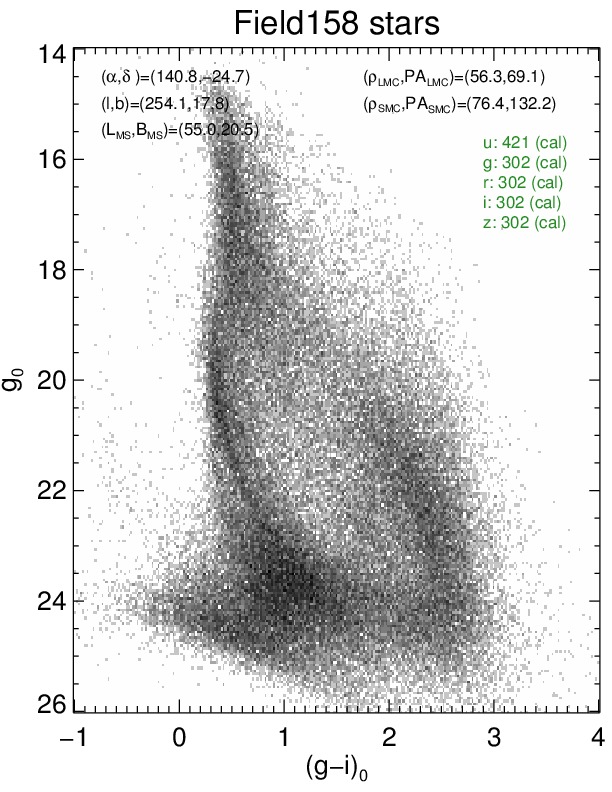 Field158 stars
(α,δ )=(140.8,−24.7)
(ρLMC,PALMC)=(56.3,69.1)
(l,b)=(254.1,17.8)
(ρSMC,PASMC)=(76.4,132.2)
(LMS,BMS)=(55.0,20.5)
u: 421 (cal)
g: 302 (cal)
r: 302 (cal)
i: 302 (cal)
z: 302 (cal)
14
16
18
20
22
24
26
g0
−1 0 1 2 3 4
(g−i)0